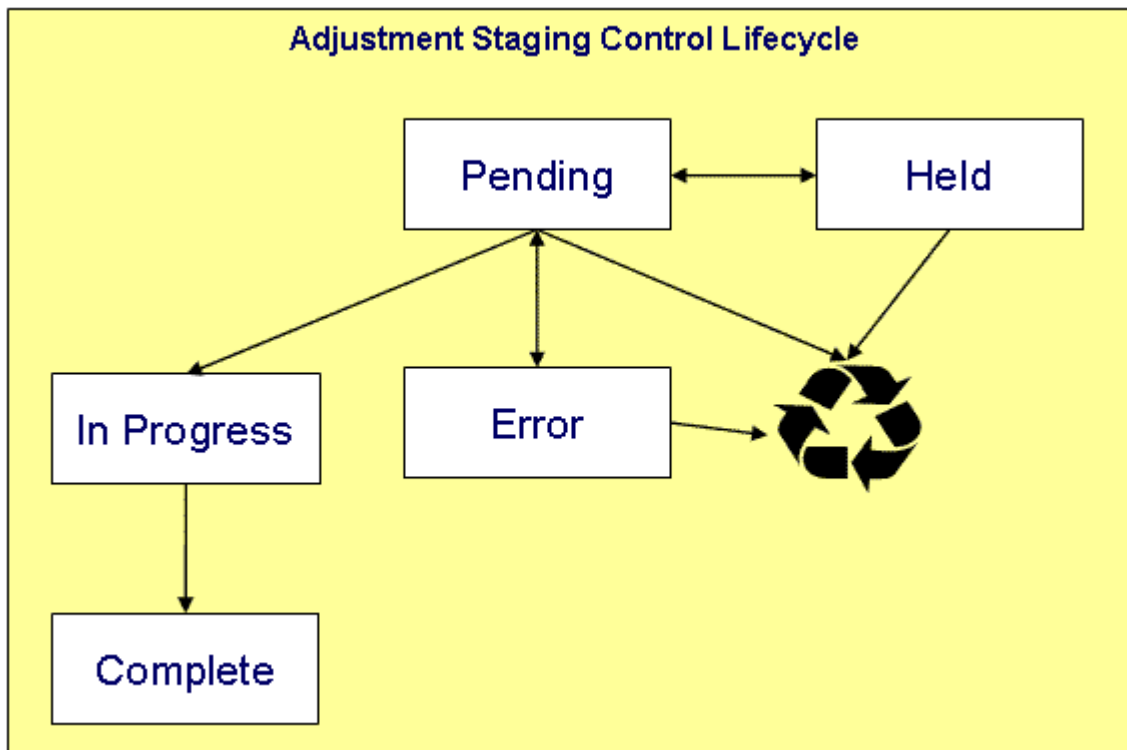 Adjustment Staging Control Lifecycle
Pending
Held
In Progress
Error
Complete